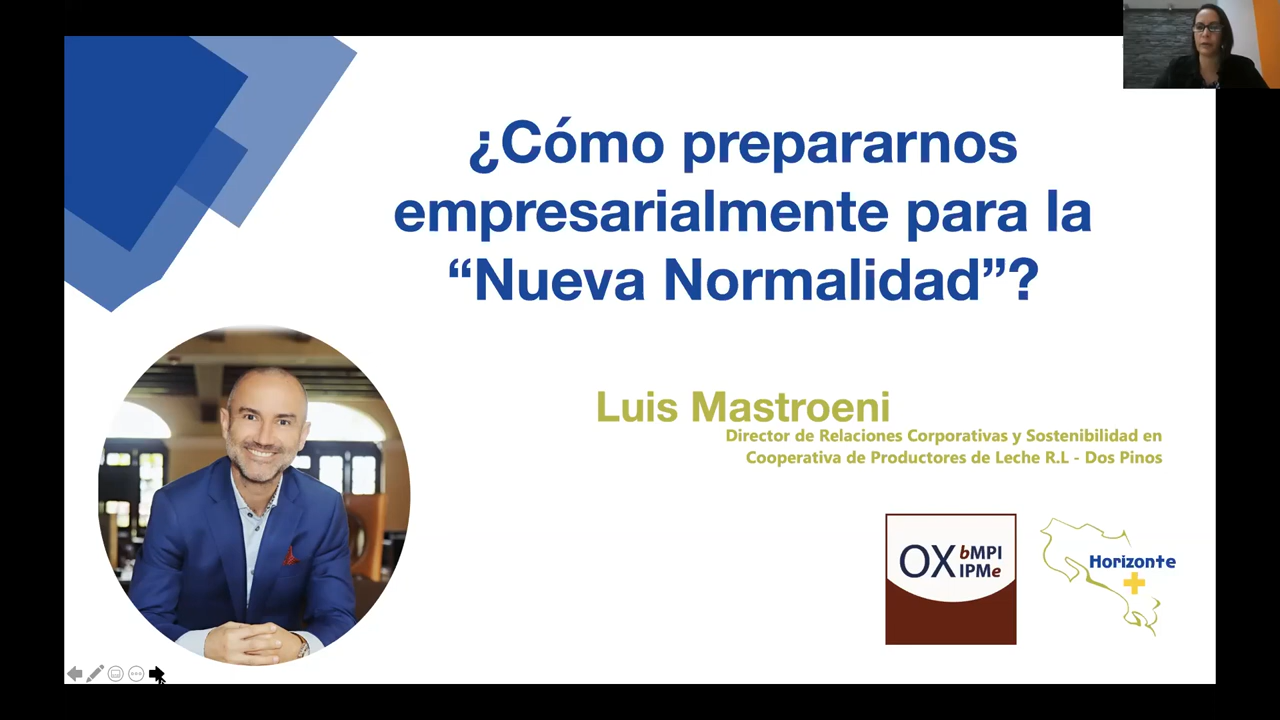 ¿Cómo prepararnos
empresarialmente para la
“Nueva Normalidad”?
Luis Mastroeni
Director de Relaciones Corporativas y Sostenibilidad en
Cooperativa de Productores de Leche R.L - Dos Pinos
OX bMPI
IPMe
Horizonte